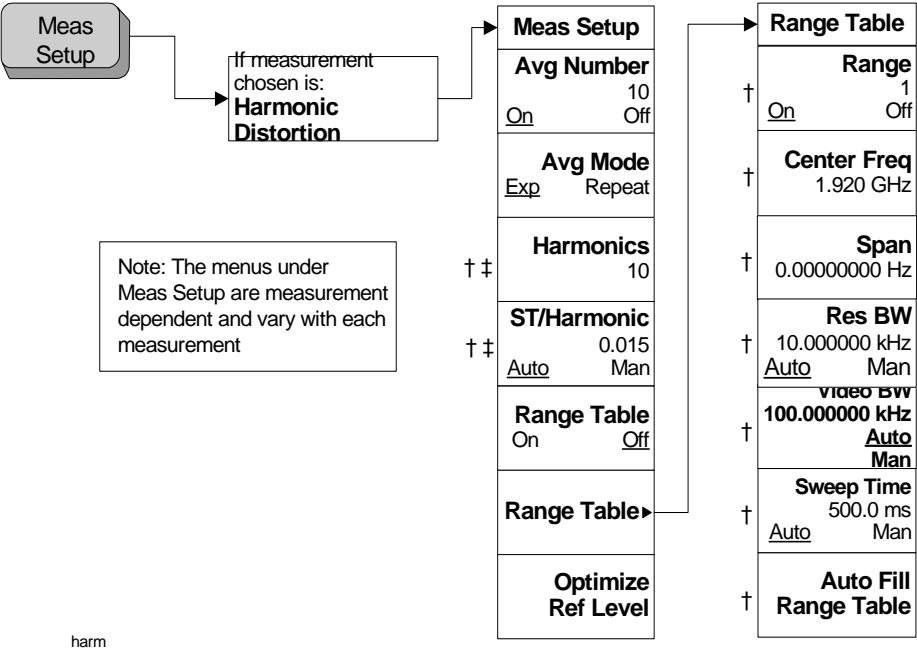 Meas
Setup
If measurement
chosen is:
Harmonic
Distortion
Note: The menus under
Meas Setup are measurement
dependent and vary with each
measurement
Meas Setup
Avg Number
10
On Off
Avg Mode
Exp Repeat
† ‡
Harmonics
10
† ‡
ST/Harmonic
0.015
Auto Man
Range Table
On Off
Range Table
Optimize
Ref Level
Range Table
†
Range
1
On Off
†
Center Freq
1.920 GHz
†
Span
0.00000000 Hz
†
Res BW
10.000000 kHz
Auto Man
†
Video BW
100.000000 kHz
Auto
Man
†
Sweep Time
500.0 ms
Auto Man
†
Auto Fill
Range Table
harm